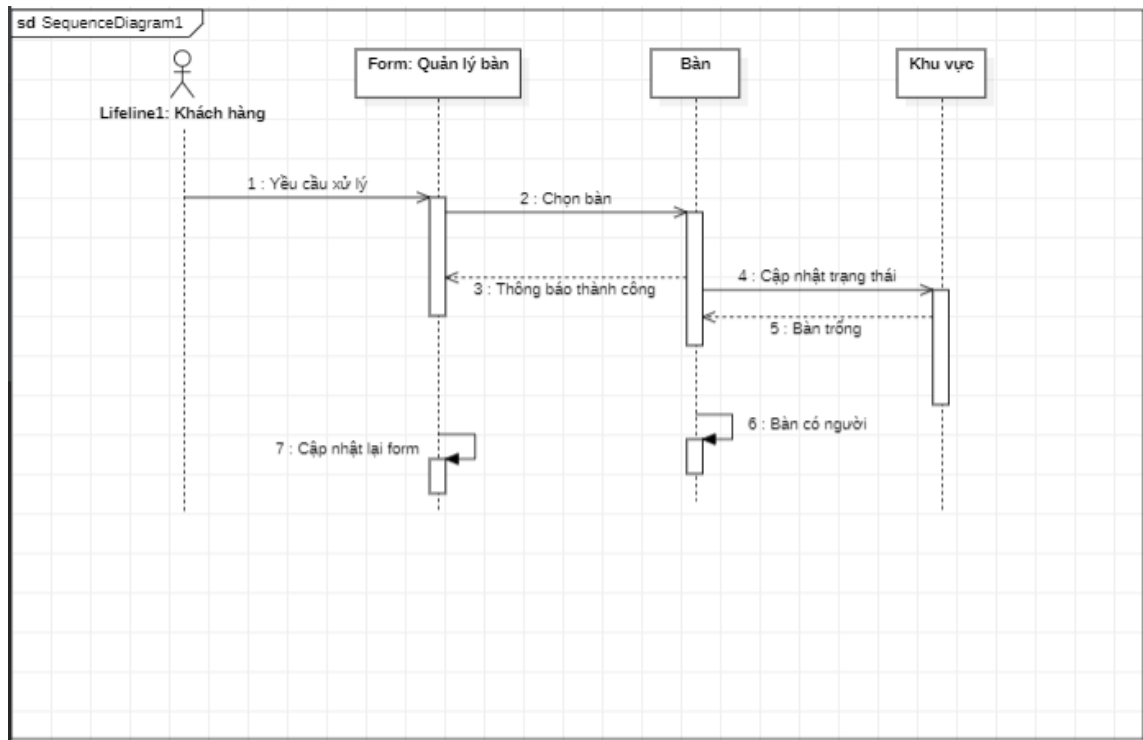 sd SequenceDiagram1
Lifeline1: Khách hàng
Form: Quản lý bàn
Bàn
Khu vực
1 : Yều cầu xử lý
2 : Chọn bàn
3 : Thông báo thành công
4 : Cập nhật trạng thái
5 : Bàn trống
6 : Bàn có người
7 : Cập nhật lại form